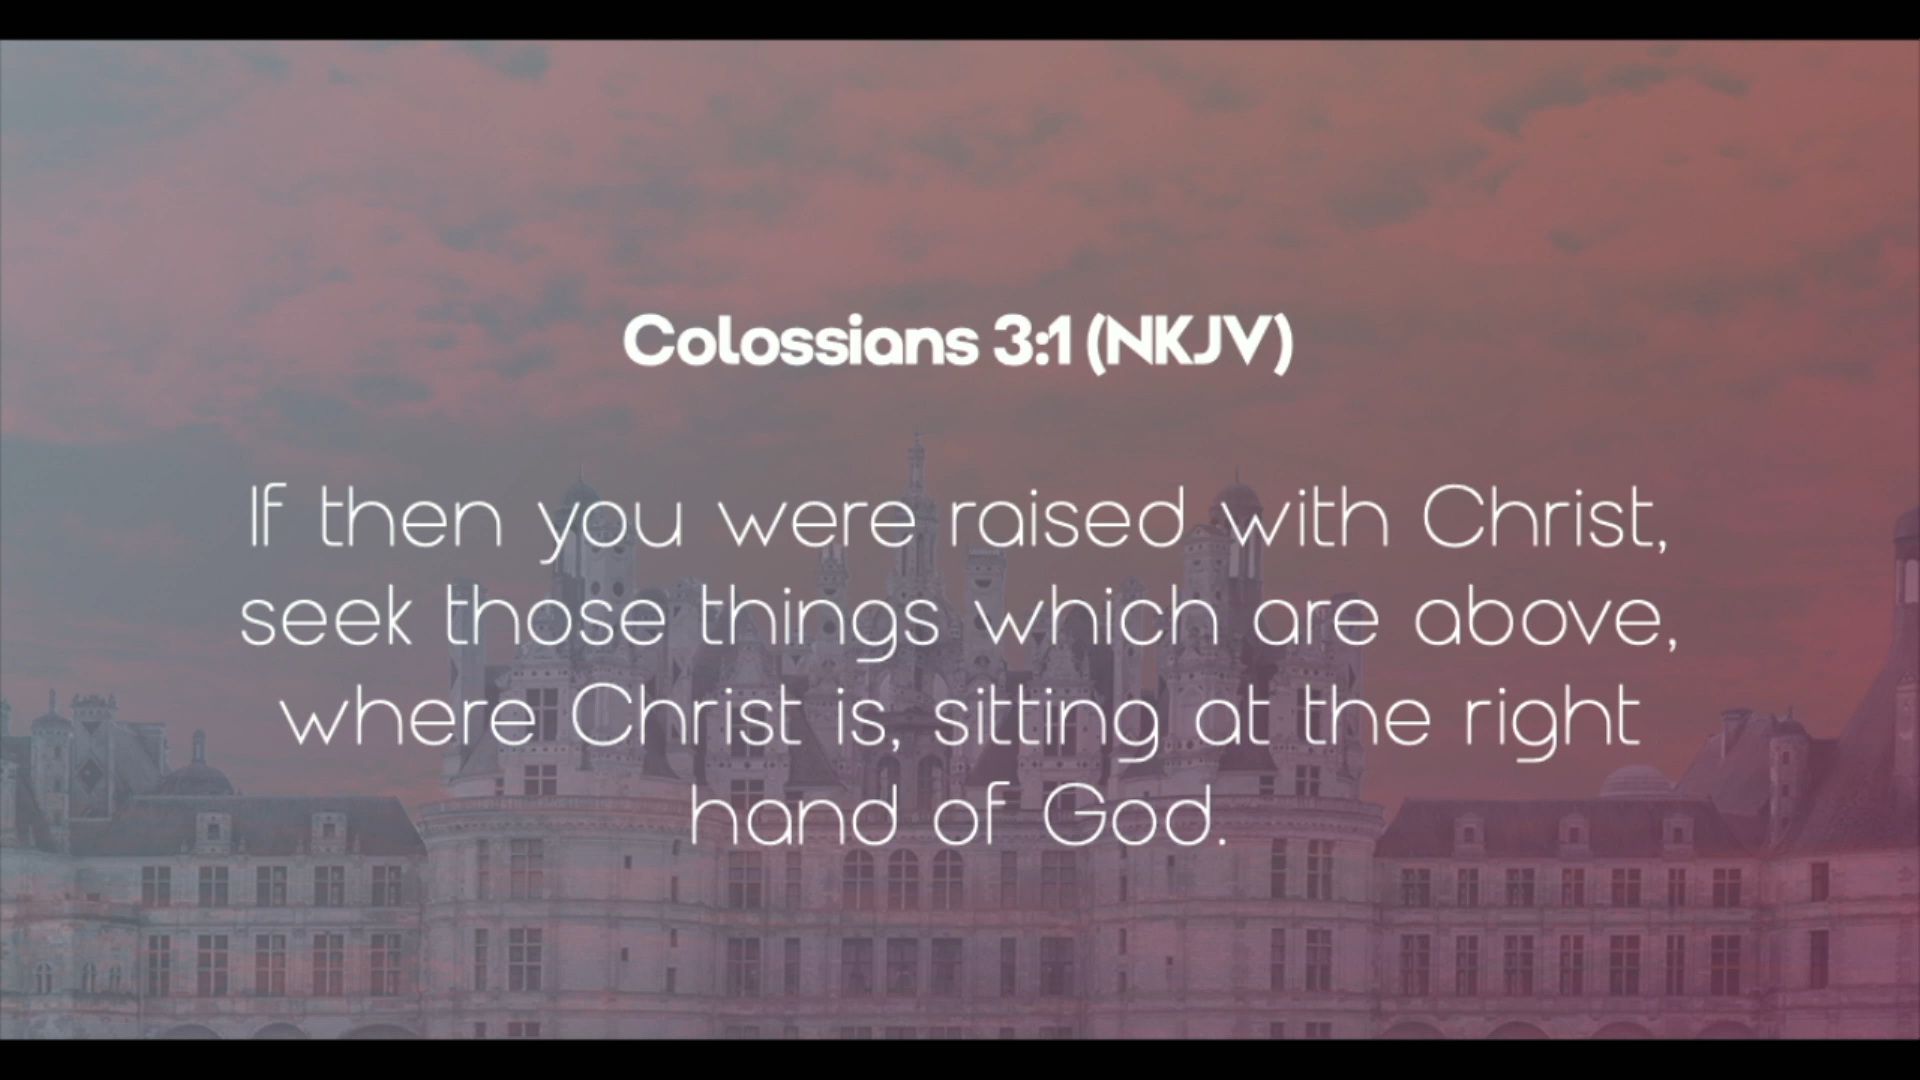 Colossians 3:1 (NKJV)
If then you were raised with Christ,
seek those things which are above,
where Christ is, sitting at the right
hand of God.